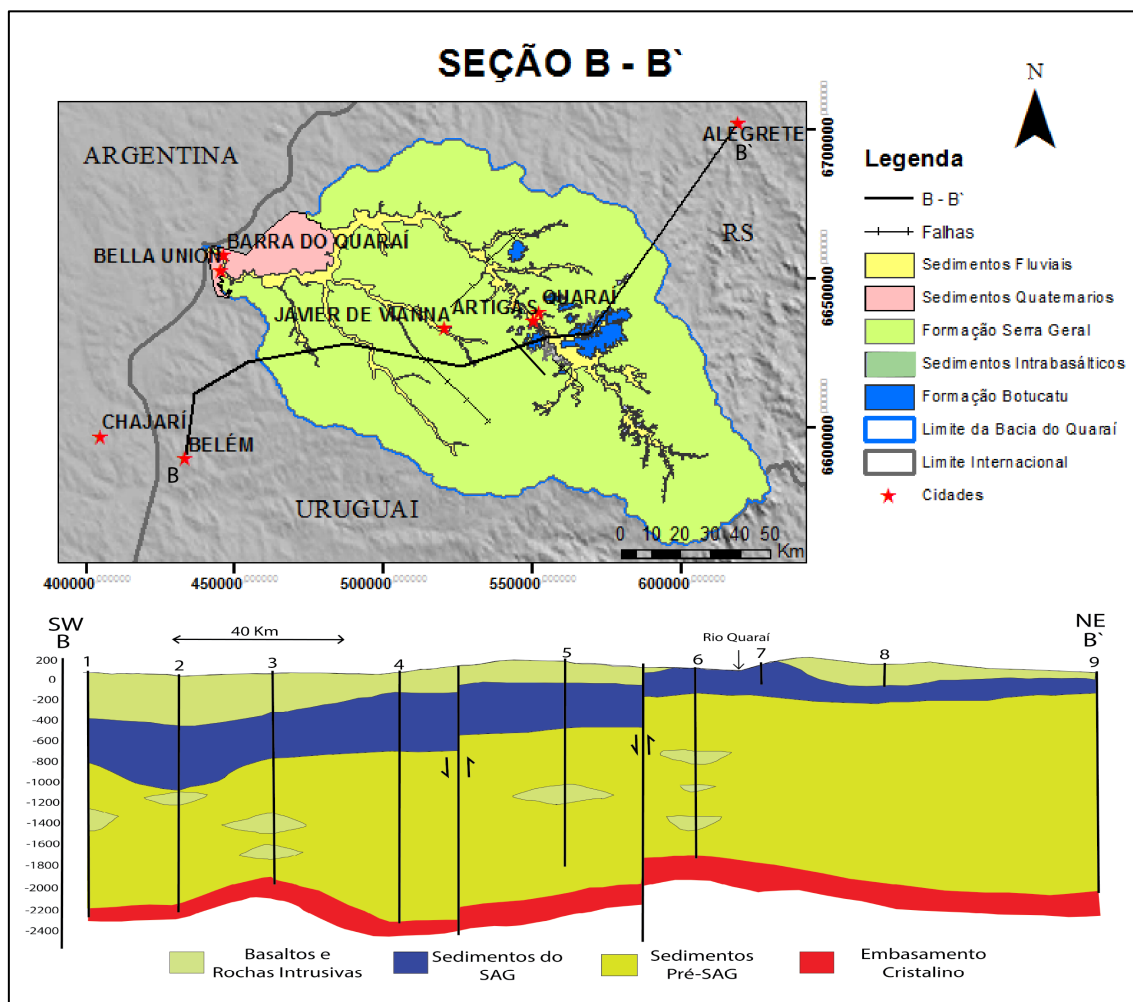 SEÇÃO B - B`
N
ARGENTINA
ALEGRETE
B`
RS
BARRA DO QUARAÍ
BELLA UNION
JAVIER DE VIANNA
ARTIGAS
QUARAÍ
CHAJARÍ
BELÉM
B
URUGUAI
0 10 20 30 40 50
Km
6700000
6650000
6600000
400000 450000 500000 550000 600000
Legenda
B - B`
Falhas
Sedimentos Fluviais
Sedimentos Quaternarios
Formação Serra Geral
Sedimentos Intrabasálticos
Formação Botucatu
Limite da Bacia do Quaraí
Limite Internacional
Cidades
SW
B
40 Km
Rio Quaraí
NE
B`
1 2 3 4 5 6 7 8 9
200
0
-200
-400
-600
-800
-1000
-1200
-1400
-1600
-1800
-2000
-2200
-2400
Basaltos e
Rochas Intrusivas
Sedimentos do
SAG
Sedimentos
Pré-SAG
Embasamento
Cristalino